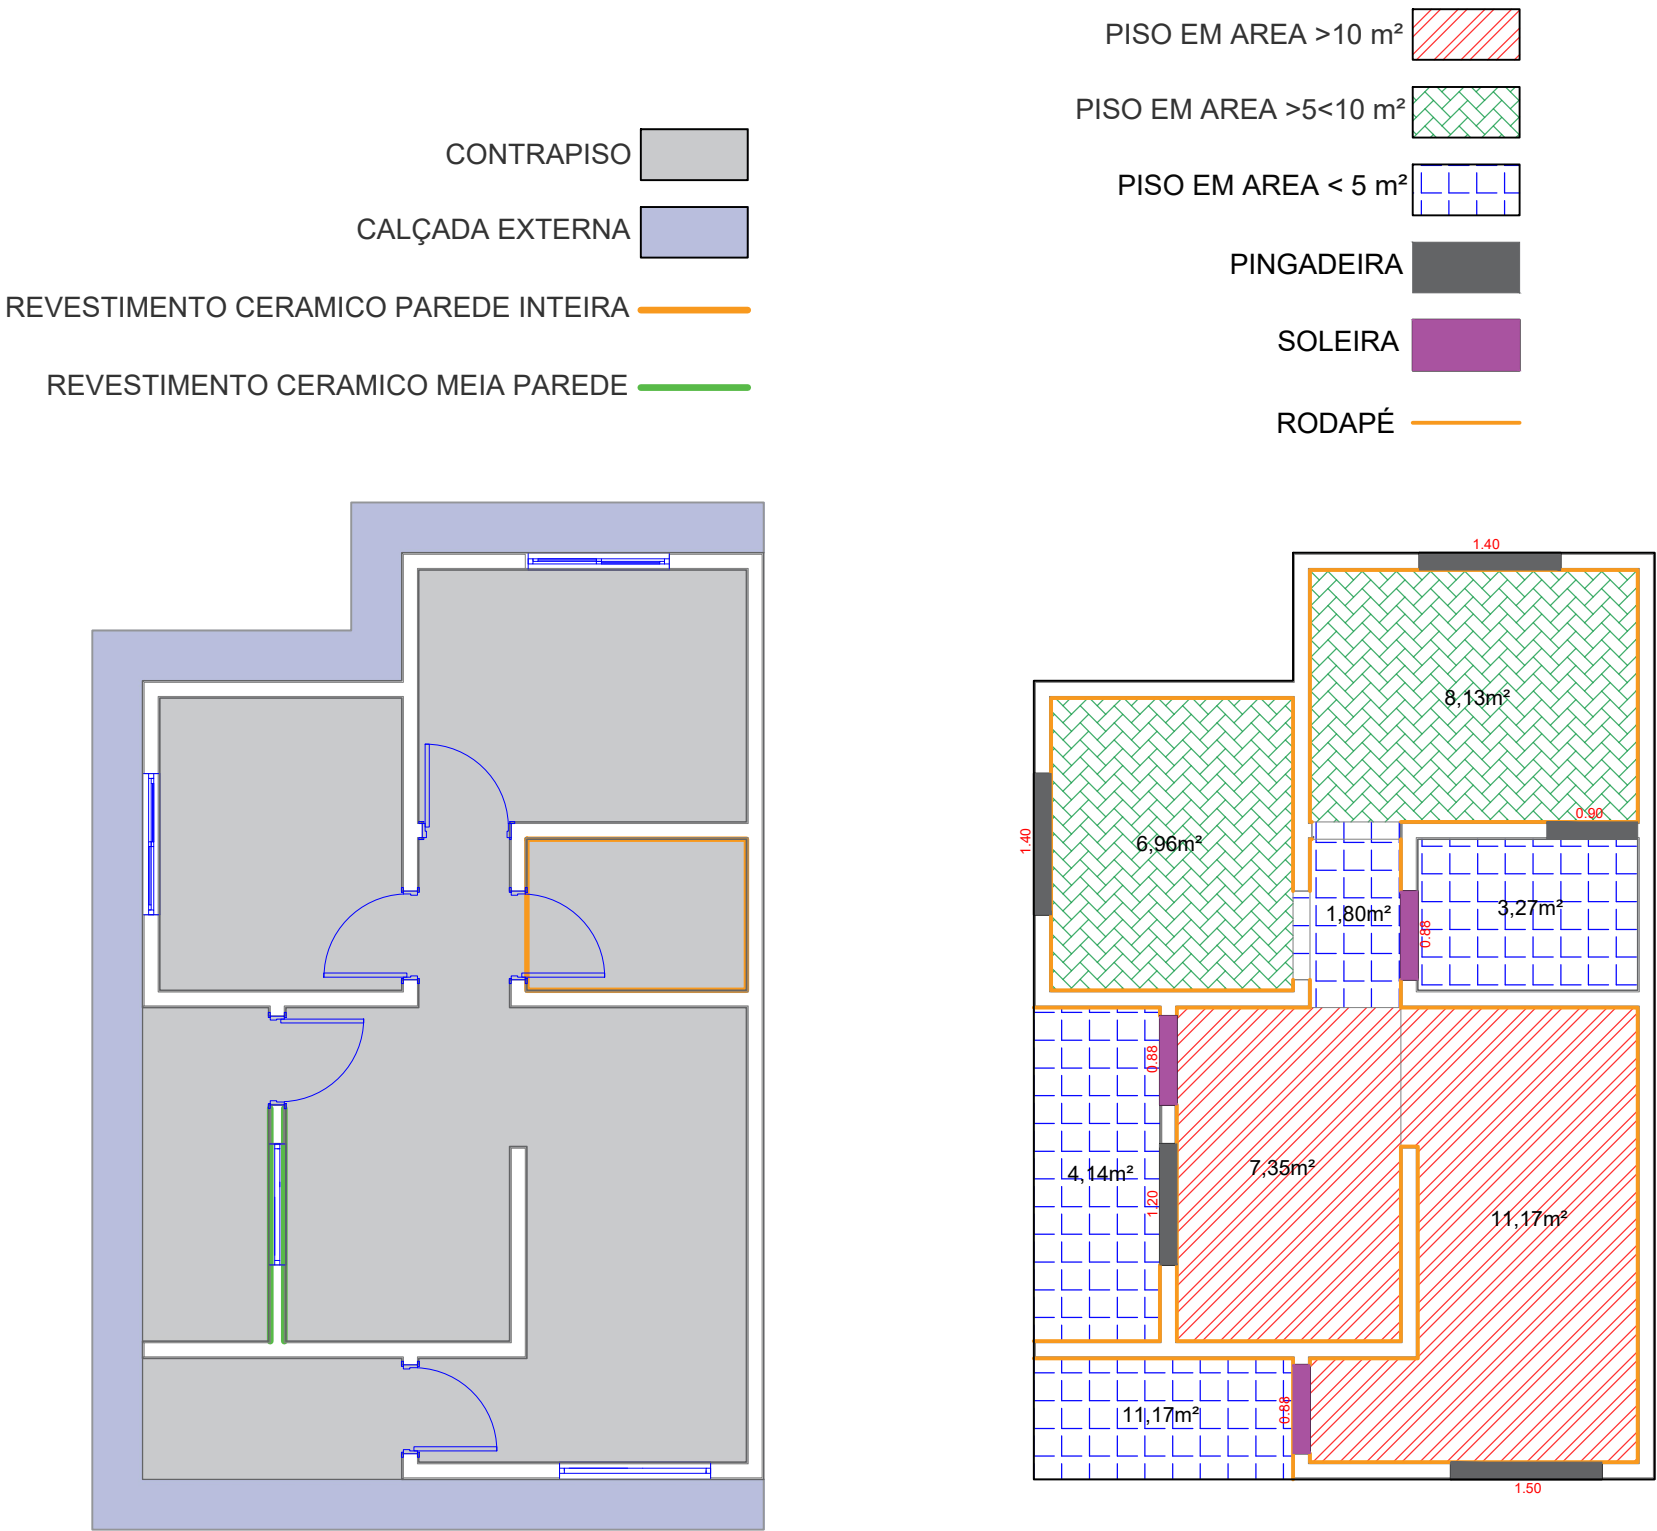 CONTRAPISO
CALÇADA EXTERNA
REVESTIMENTO CERAMICO PAREDE INTEIRA
REVESTIMENTO CERAMICO MEIA PAREDE
PISO EM AREA >10 m²
PISO EM AREA >5<10 m²
PISO EM AREA < 5 m²
PINGADEIRA
SOLEIRA
RODAPÉ
1.40
8,13m²
0.90
1.40
6,96m²
1,80m²
0.88
3,27m²
0.88
4,14m²
1.20
7,35m²
11,17m²
11,17m²
0.88
1.50